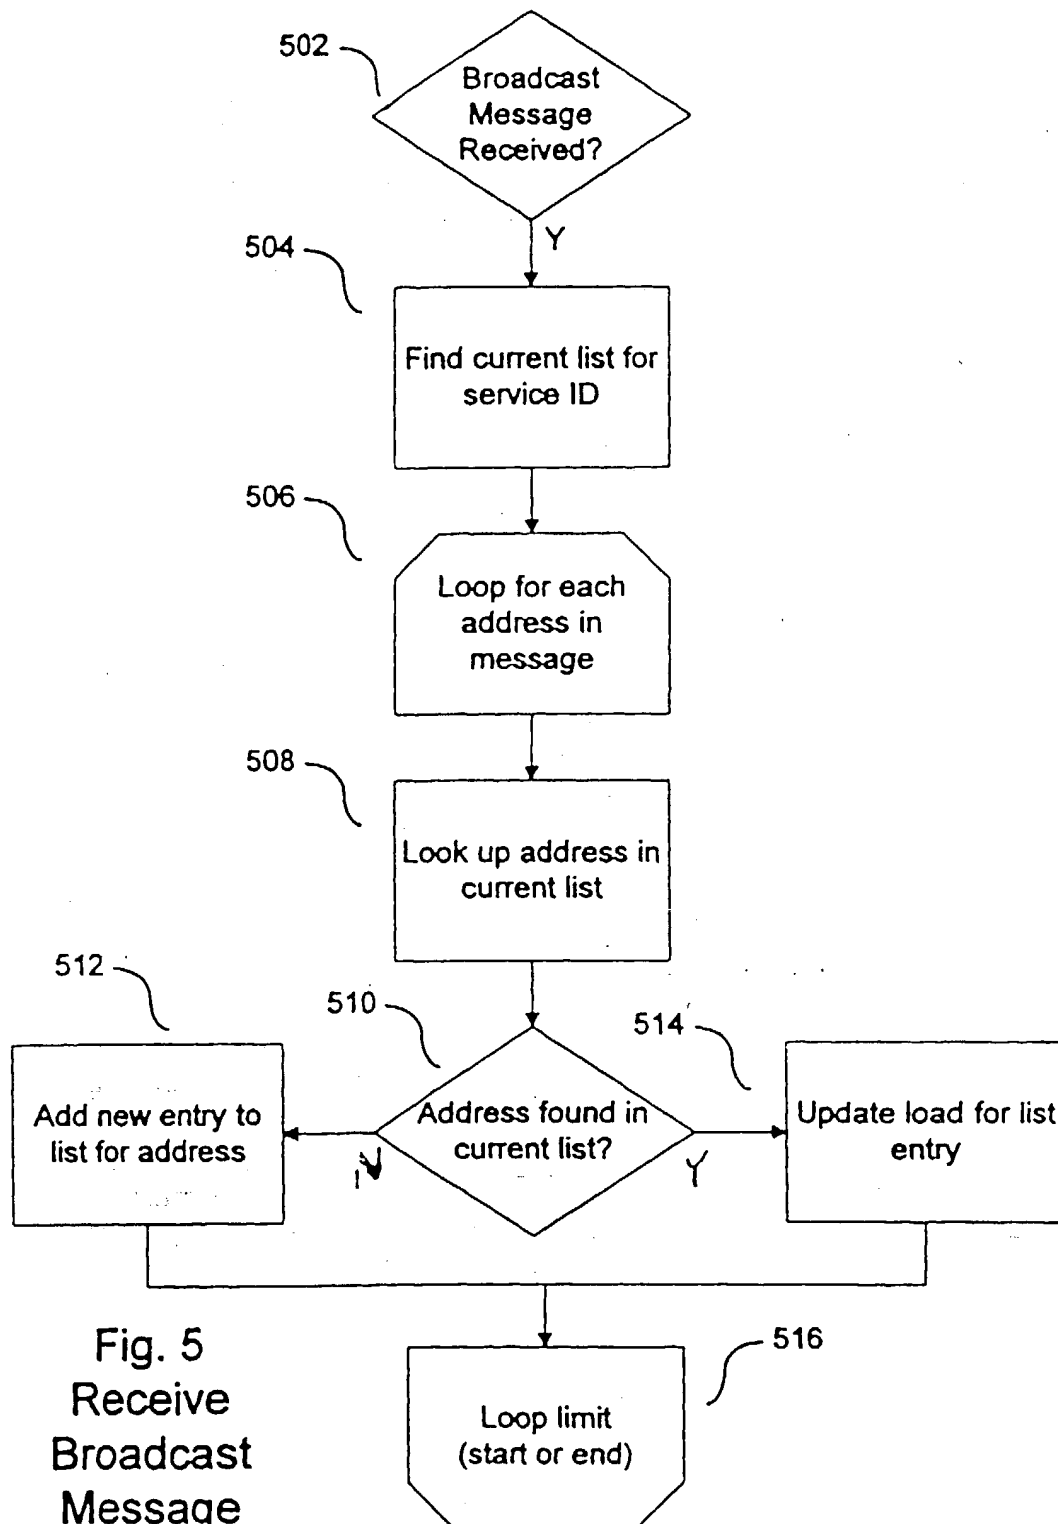 502
Broadcast
Message
Received?
Y
504
Find current list for
service ID
506
Loop for each
address in
message
508
Look up address in
current list
512
510
514
Add new entry to
list for address
Address found in
current list?
Update load for list
entry
N
Y
516
Loop limit
(start or end)
Fig. 5
Receive
Broadcast
Message